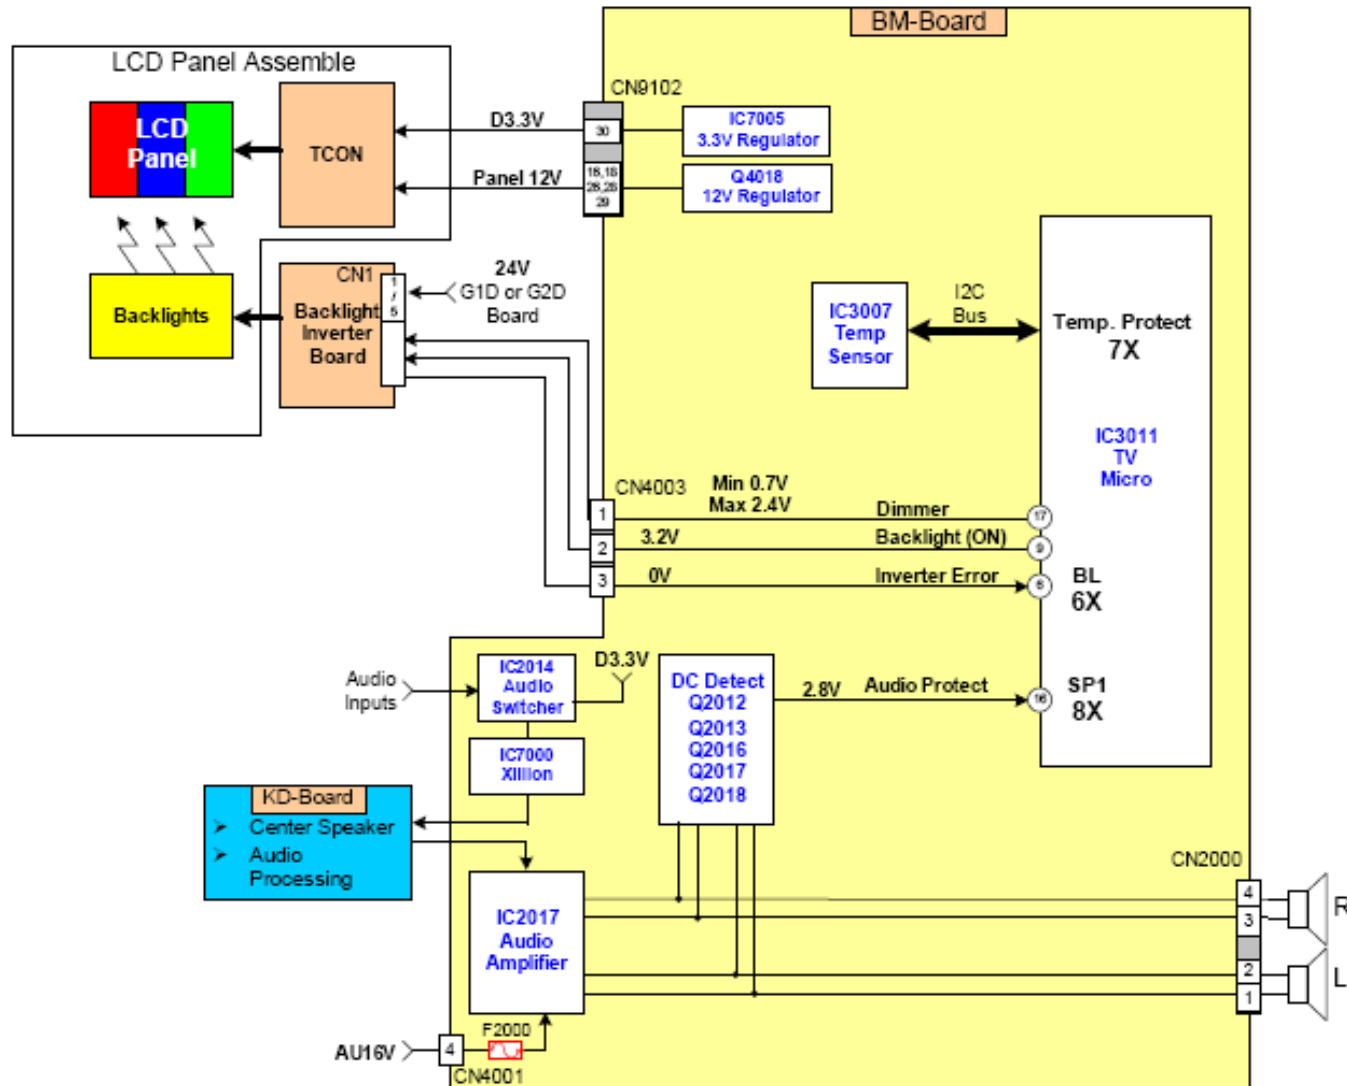 BM-Board
LCD Panel Assemble
CN9102
LCD
Panel
TCON
D3.3V
30
IC7005
3.3V Regulator
Panel 12V
18,18
28,28
29
Q4018
12V Regulator
Backlights
CN1
Backlight
Inverter
Board
1
/
5
24V
G1D or G2D
Board
IC3007
Temp
Sensor
I2C
Bus
Temp. Protect
7X
IC3011
TV
Micro
CN4003
Min 0.7V
Max 2.4V
1
Dimmer
17
2
3.2V
Backlight (ON)
9
3
0V
Inverter Error
6
BL
6X
Audio
Inputs
IC2014
Audio
Switcher
D3.3V
IC7000
Xillion
DC Detect
Q2012
Q2013
Q2016
Q2017
Q2018
2.8V
Audio Protect
16
SP1
8X
KD-Board
➢ Center Speaker
➢ Audio
Processing
IC2017
Audio
Amplifier
CN2000
4
3
R
2
1
L
AU16V
4
F2000
CN4001